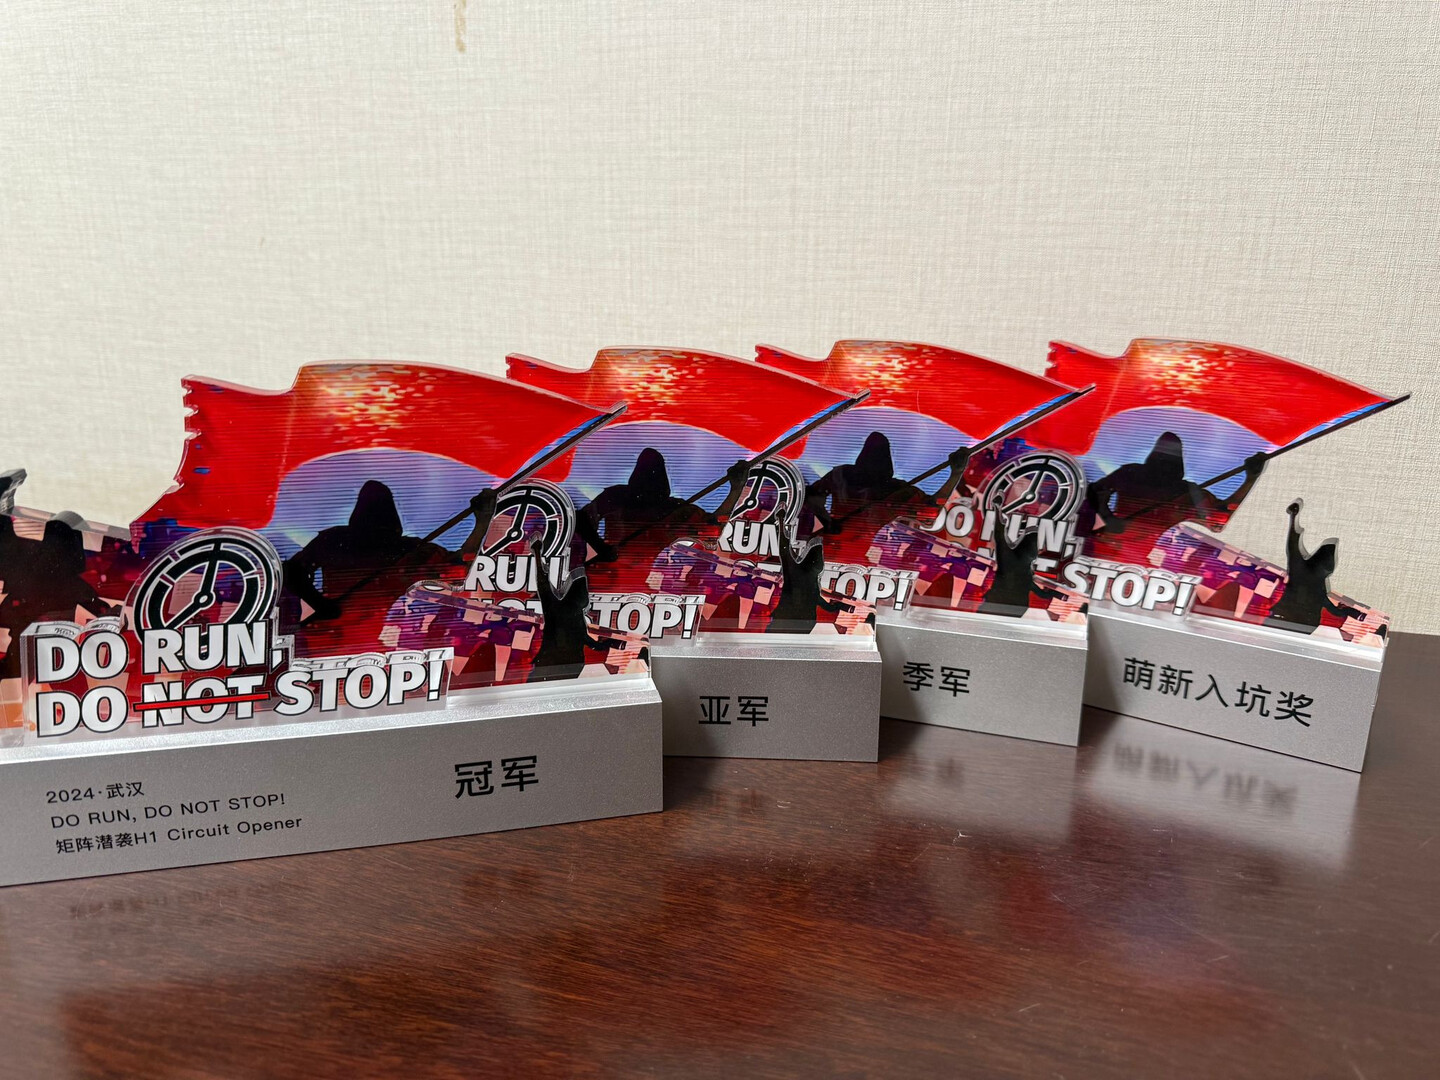 DO RUN,
DO NOT STOP!
2024·武汉
DO RUN, DO NOT STOP!
矩阵潜袭H1 Circuit Opener
冠军
RUN,
NOT STOP!
亚军
RUN,
STOP!
季军
DO RUN,
STOP!
萌新入坑奖